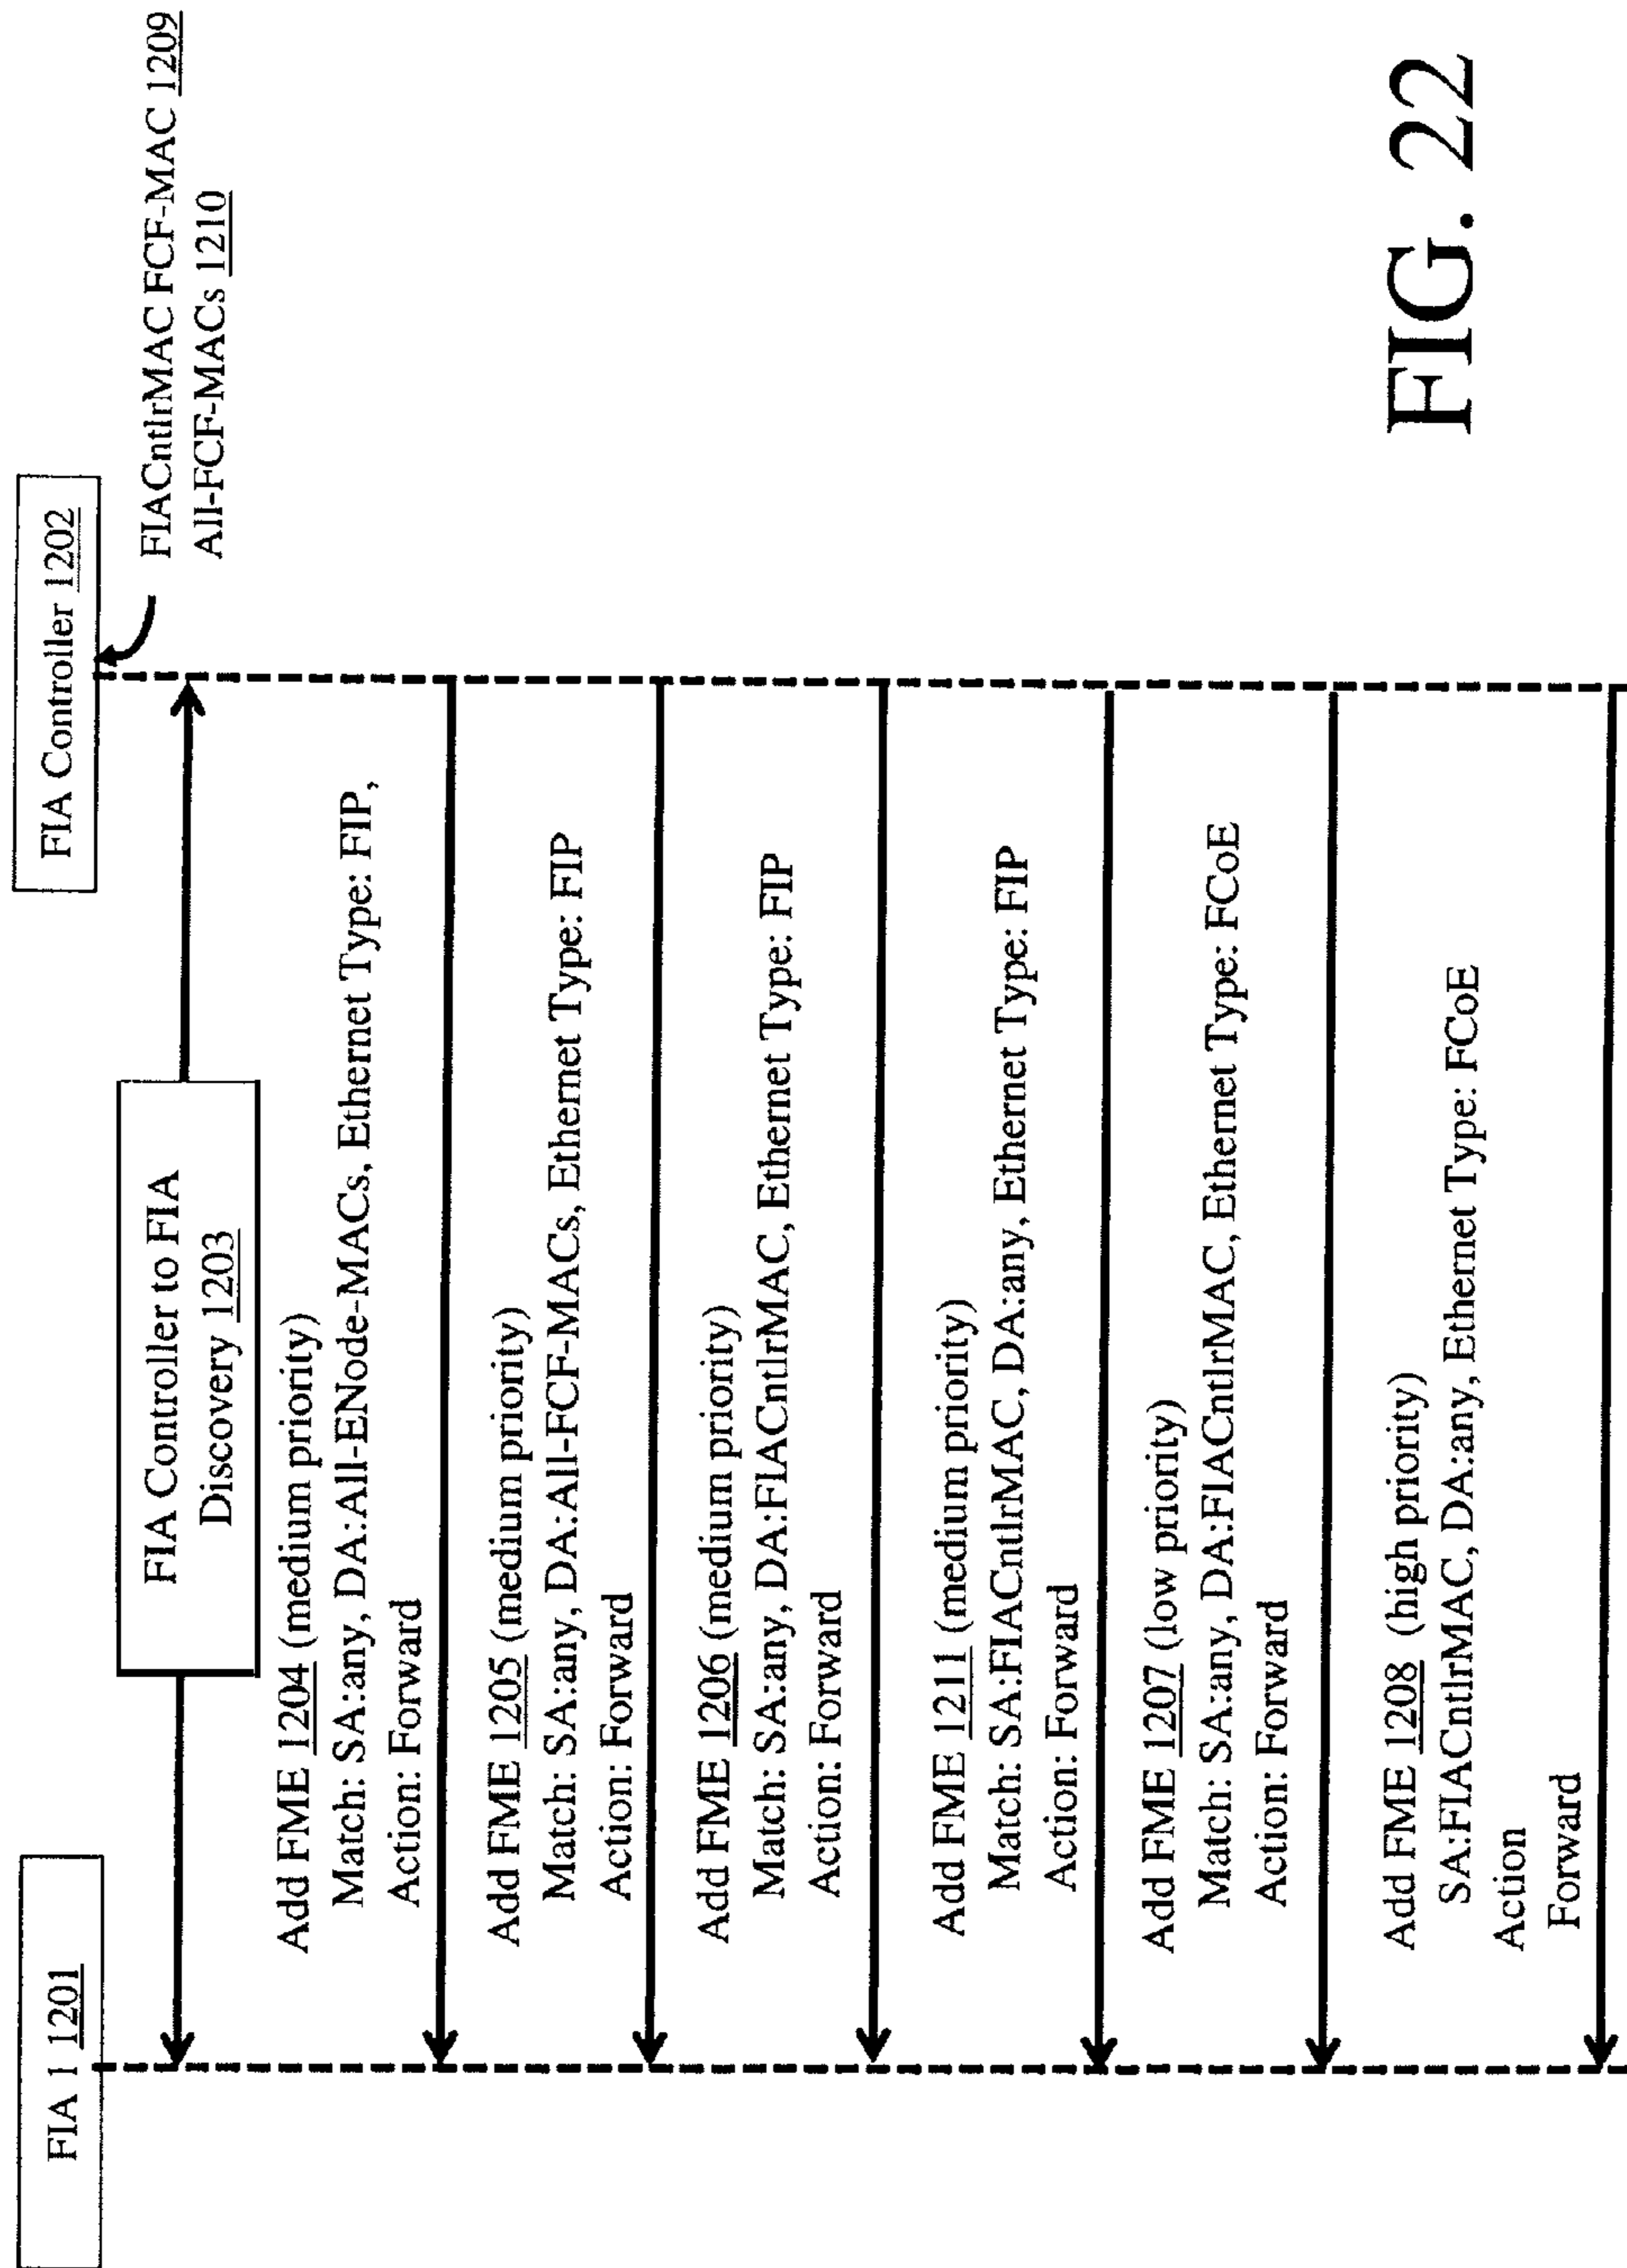 FIA 1 1201
FIA Controller 1202
FIACntlrMAC FCF-MAC 1209
All-FCF-MACs 1210
FIA Controller to FIA
Discovery 1203
Add FME 1204 (medium priority)
Match: SA:any, DA:All-ENode-MACs, Ethernet Type: FIP,
Action: Forward
Add FME 1205 (medium priority)
Match: SA:any, DA:All-FCF-MACs, Ethernet Type: FIP
Action: Forward
Add FME 1206 (medium priority)
Match: SA:any, DA:FIACntlrMAC, Ethernet Type: FIP
Action: Forward
Add FME 1211 (medium priority)
Match: SA:FIACntlrMAC, DA:any, Ethernet Type: FIP
Action: Forward
Add FME 1207 (low priority)
Match: SA:any, DA:FIACntlrMAC, Ethernet Type: FCoE
Action: Forward
Add FME 1208 (high priority)
SA:FIACntlrMAC, DA:any, Ethernet Type: FCoE
Action
Forward
FIG. 22